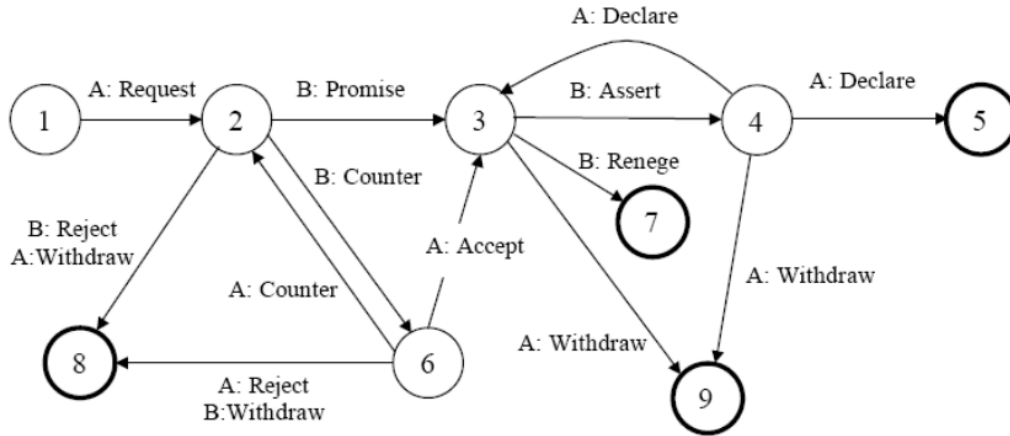 A: Declare
A: Request
B: Promise
B: Assert
A: Declare
1
2
3
4
5
B: Renege
B: Counter
7
B: Reject
A:Withdraw
A: Accept
A: Counter
A: Withdraw
A: Withdraw
8
6
A: Reject
B:Withdraw
9